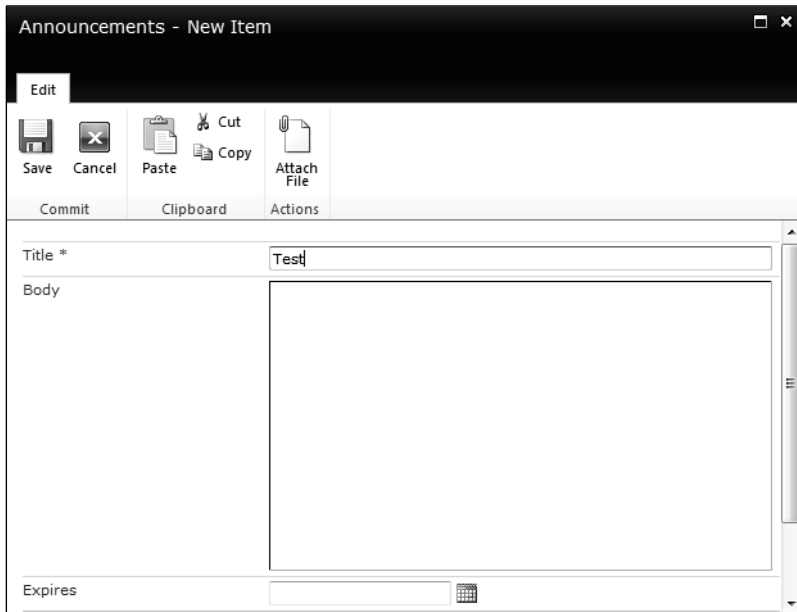 Announcements - New Item
Edit
Save
Cancel
Paste
Cut
Copy
Attach
File
Commit
Clipboard
Actions
Title *
Test
Body
Expires